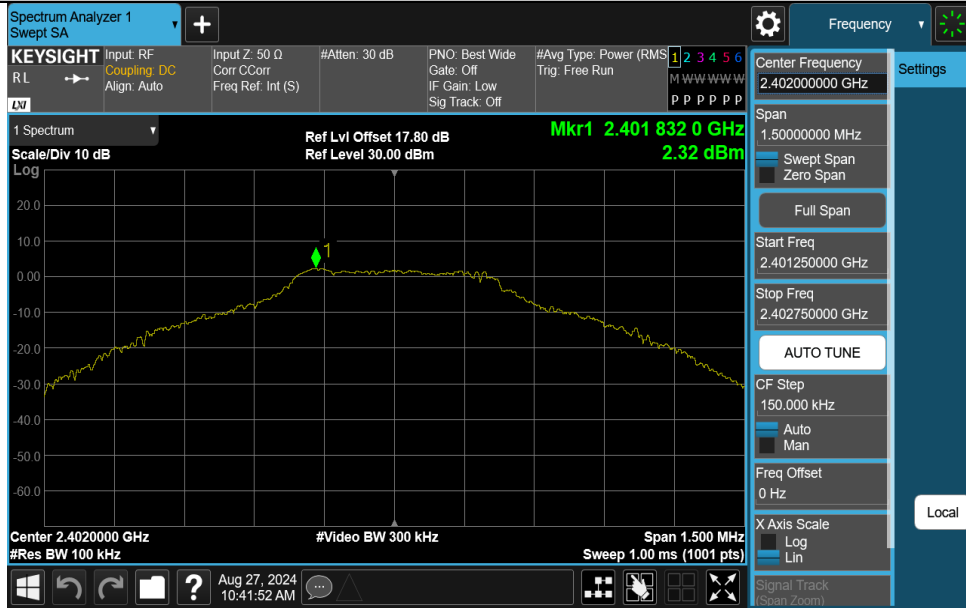 Spectrum Analyzer 1
Swept SA
Frequency
KEYSIGHT
RL
LXI
Input: RF
Coupling: DC
Align: Auto
Input Z: 50 Ω
Corr CCorr
Freq Ref: Int (S)
#Atten: 30 dB
PNO: Best Wide
Gate: Off
IF Gain: Low
Sig Track: Off
#Avg Type: Power (RMS
Trig: Free Run
1 2 3 4 5 6
M W W W W W
P P P P P P
1 Spectrum
Scale/Div 10 dB
Ref Lvl Offset 17.80 dB
Ref Level 30.00 dBm
Mkr1 2.401 832 0 GHz
2.32 dBm
Log
20.0
10.0
1
0.00
-10.0
-20.0
-30.0
-40.0
-50.0
-60.0
Center 2.4020000 GHz
#Video BW 300 kHz
Span 1.500 MHz
#Res BW 100 kHz
Sweep 1.00 ms (1001 pts)
Center Frequency
2.402000000 GHz
Settings
Span
1.50000000 MHz
Swept Span
Zero Span
Full Span
Start Freq
2.401250000 GHz
Stop Freq
2.402750000 GHz
AUTO TUNE
CF Step
150.000 kHz
Auto
Man
Freq Offset
0 Hz
Local
X Axis Scale
Log
Lin
Signal Track
(Span Zoom)
?
Aug 27, 2024
10:41:52 AM